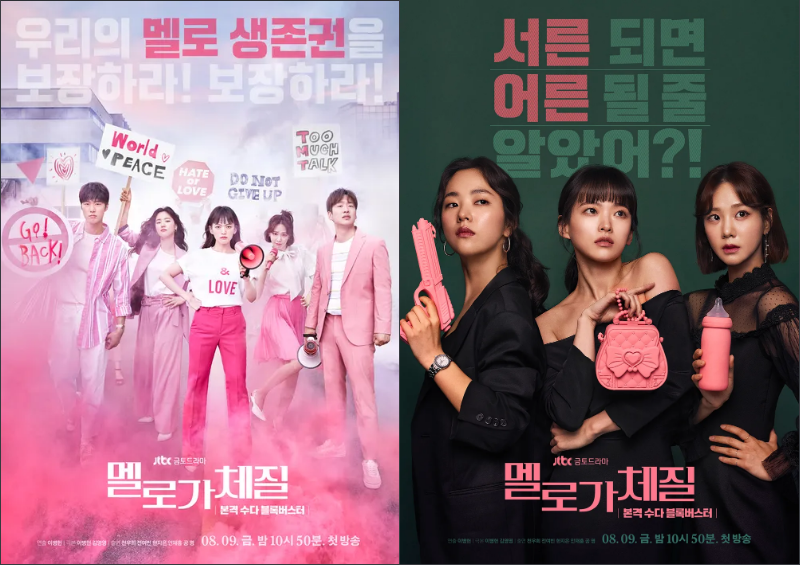 우리의 멜로 생존권을
보장하라! 보장하라!
World
PEACE
HATE
or
LOVE
DO NOT
GIVE UP
TOO
MUCH
TALK
GO!
BACK!
&
LOVE
jtbc 금토드라마
멜로가체질
본격 수다 블록버스터
08. 09. 금. 밤 10시 50분. 첫 방송
서른 되면
어른 될 줄
알았어?!
jtbc 금토드라마
멜로가체질
본격 수다 블록버스터
08. 09. 금. 밤 10시 50분. 첫 방송